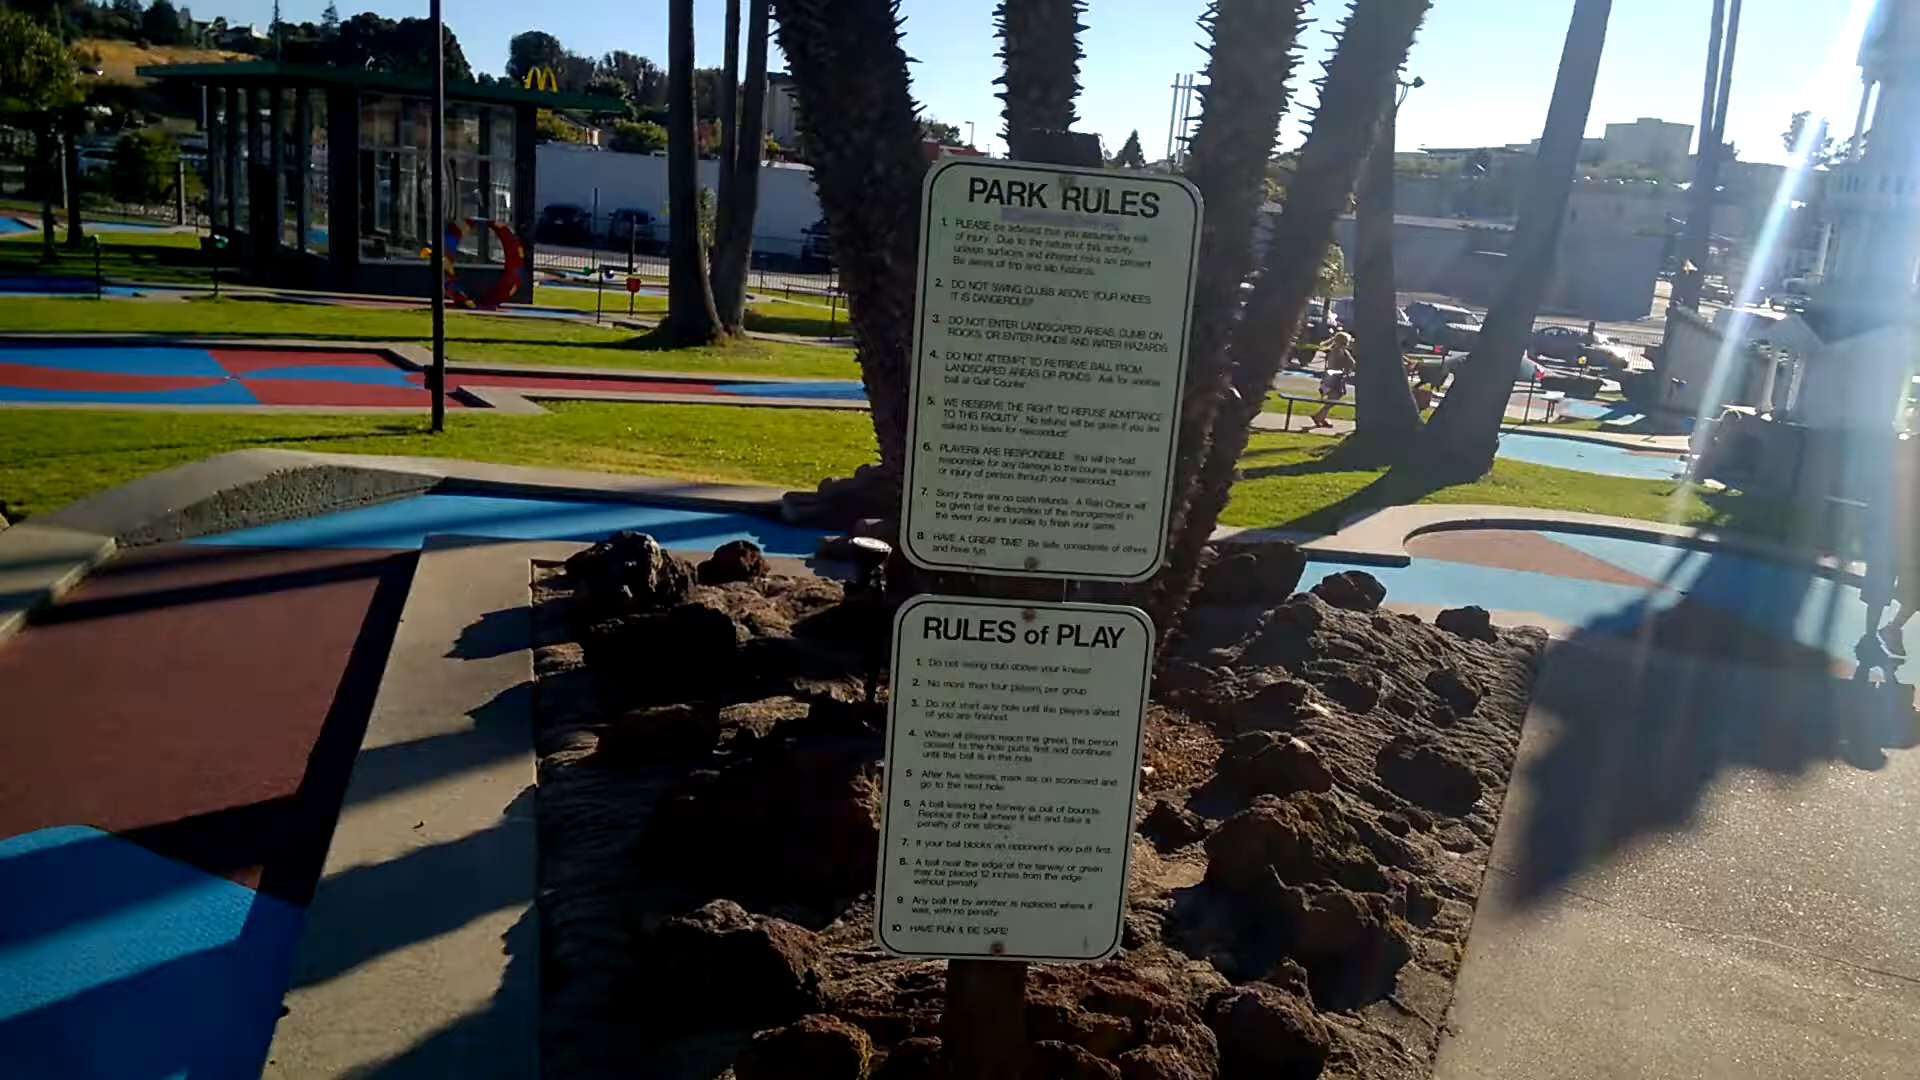 PARK RULES
1. PLEASE be advised that you assume the risk
of injury. Due to the nature of this activity,
uneven surfaces and inherent risks are present.
Be aware of trip and slip hazards.
2. DO NOT SWING CLUBS ABOVE YOUR KNEES.
IT IS DANGEROUS!!
3. DO NOT ENTER LANDSCAPED AREAS, CLIMB ON
ROCKS, OR ENTER PONDS AND WATER HAZARDS.
4. DO NOT ATTEMPT TO RETRIEVE BALL FROM
LANDSCAPED AREAS OR PONDS. Ask for another
ball at Golf Counter.
5. WE RESERVE THE RIGHT TO REFUSE ADMITTANCE
TO THIS FACILITY. No refund will be given if you are
asked to leave for misconduct!
6. PLAYERS ARE RESPONSIBLE. You will be held
responsible for any damage to the course, equipment
or injury of person through your misconduct.
7. Sorry there are no cash refunds. A Rain Check will
be given (at the discretion of the management) in
the event you are unable to finish your game.
8. HAVE A GREAT TIME! Be safe, considerate of others
and have fun.
RULES of PLAY
1. Do not swing club above your knees!
2. No more than four players per group.
3. Do not start any hole until the players ahead
of you are finished.
4. When all players reach the green, the person
closest to the hole putts first and continues
until the ball is in the hole.
5. After five strokes, mark six on scorecard and
go to the next hole.
6. A ball leaving the fairway is out of bounds.
Replace the ball where it left and take a
penalty of one stroke.
7. If your ball blocks an opponent's you putt first.
8. A ball near the edge of the fairway or green
may be placed 12 inches from the edge
without penalty.
9. Any ball hit by another is replaced where it
was, with no penalty.
10. HAVE FUN & BE SAFE!